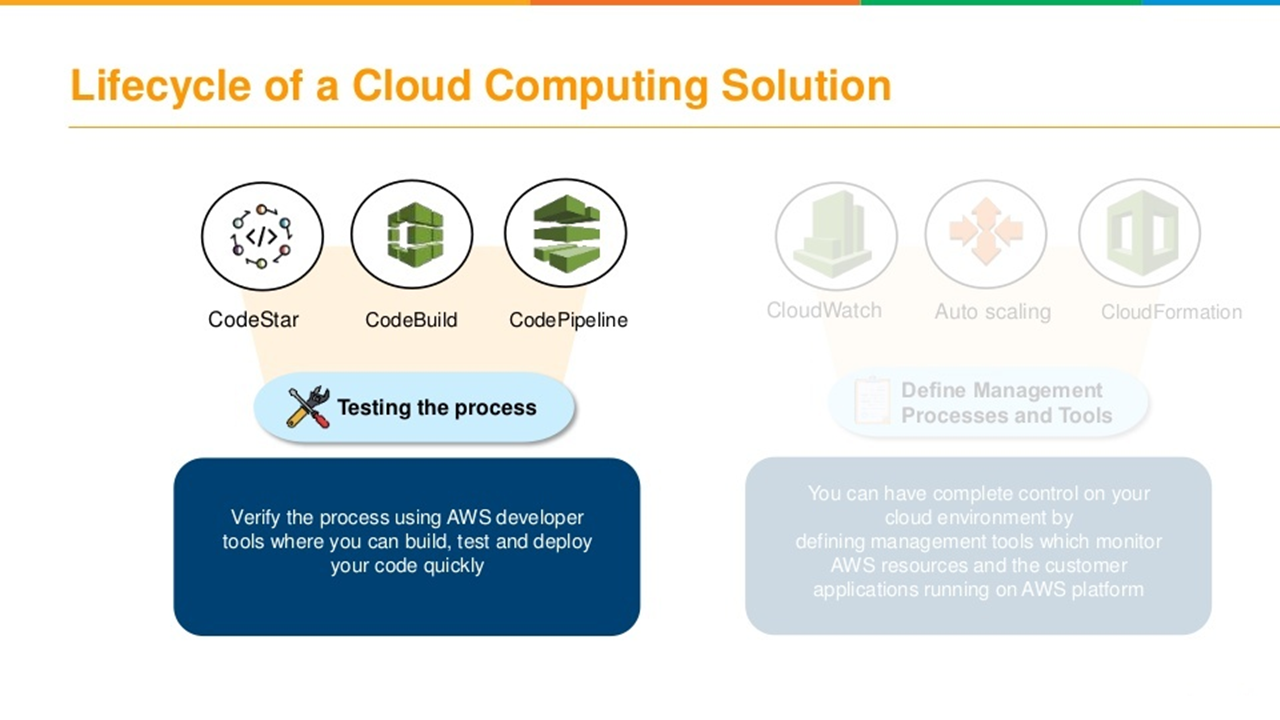 Lifecycle of a Cloud Computing Solution
</>
CodeStar
CodeBuild
CodePipeline
Testing the process
Verify the process using AWS developer
tools where you can build, test and deploy
your code quickly
CloudWatch
Auto scaling
CloudFormation
Define Management
Processes and Tools
You can have complete control on your
cloud environment by
defining management tools which monitor
AWS resources and the customer
applications running on AWS platform